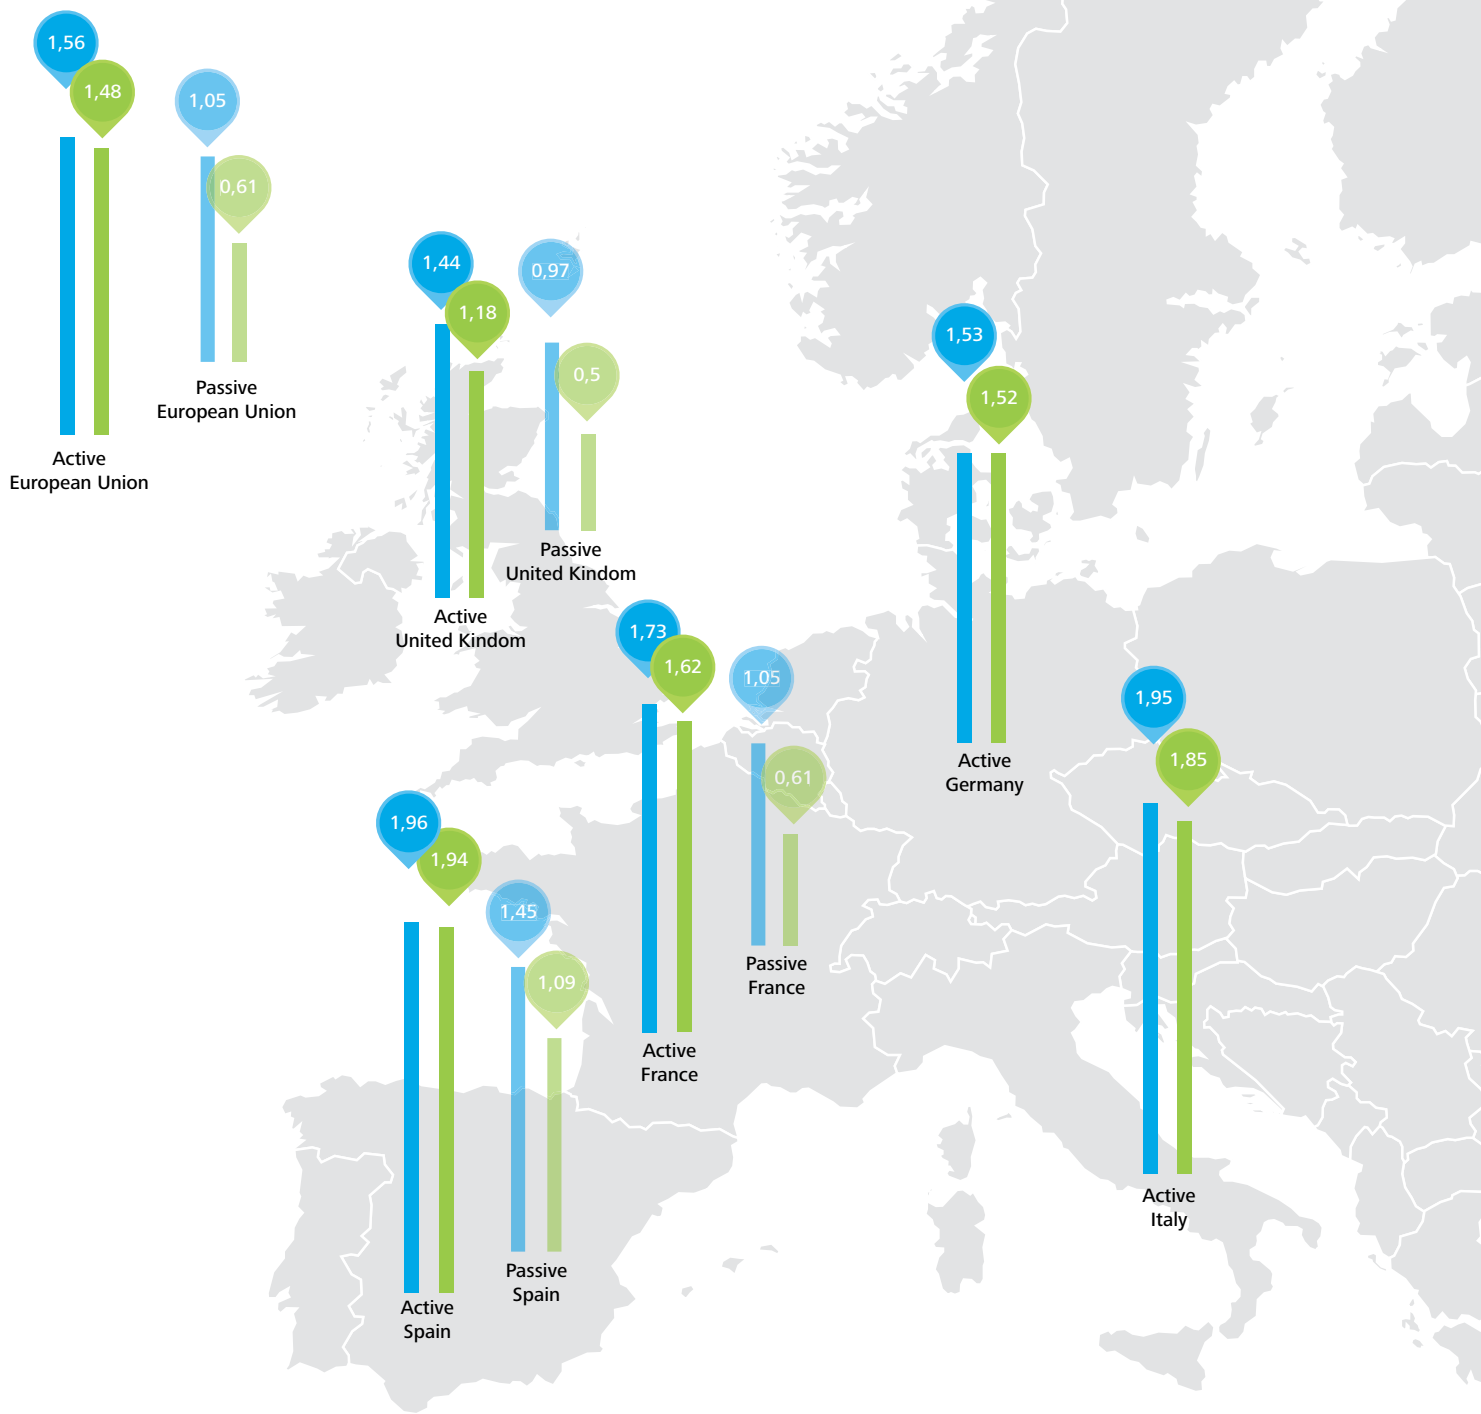 1,56
1,48
1,05
0,61
Passive
European Union
Active
European Union
1,44
1,18
0,97
0,5
Passive
United Kindom
Active
United Kindom
1,53
1,52
Active
Germany
1,73
1,62
1,05
0,61
Passive
France
Active
France
1,95
1,85
Active
Italy
1,96
1,94
1,45
1,09
Passive
Spain
Active
Spain